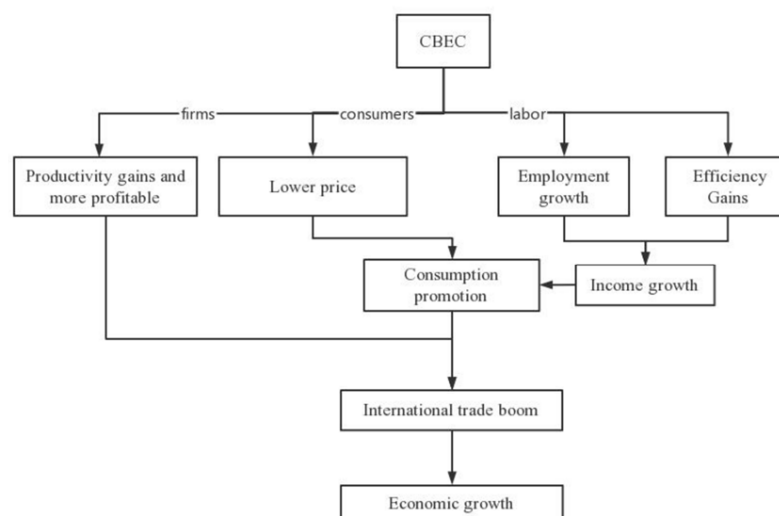 CBEC
firms
consumers
labor
Productivity gains and
more profitable
Lower price
Employment
growth
Efficiency
Gains
Consumption
promotion
Income growth
International trade boom
Economic growth